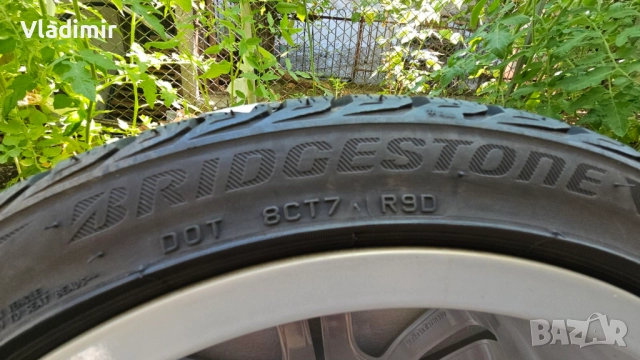 Vladimir
BRIDGESTONE
DOT 8CT7 R9D
BAZAR